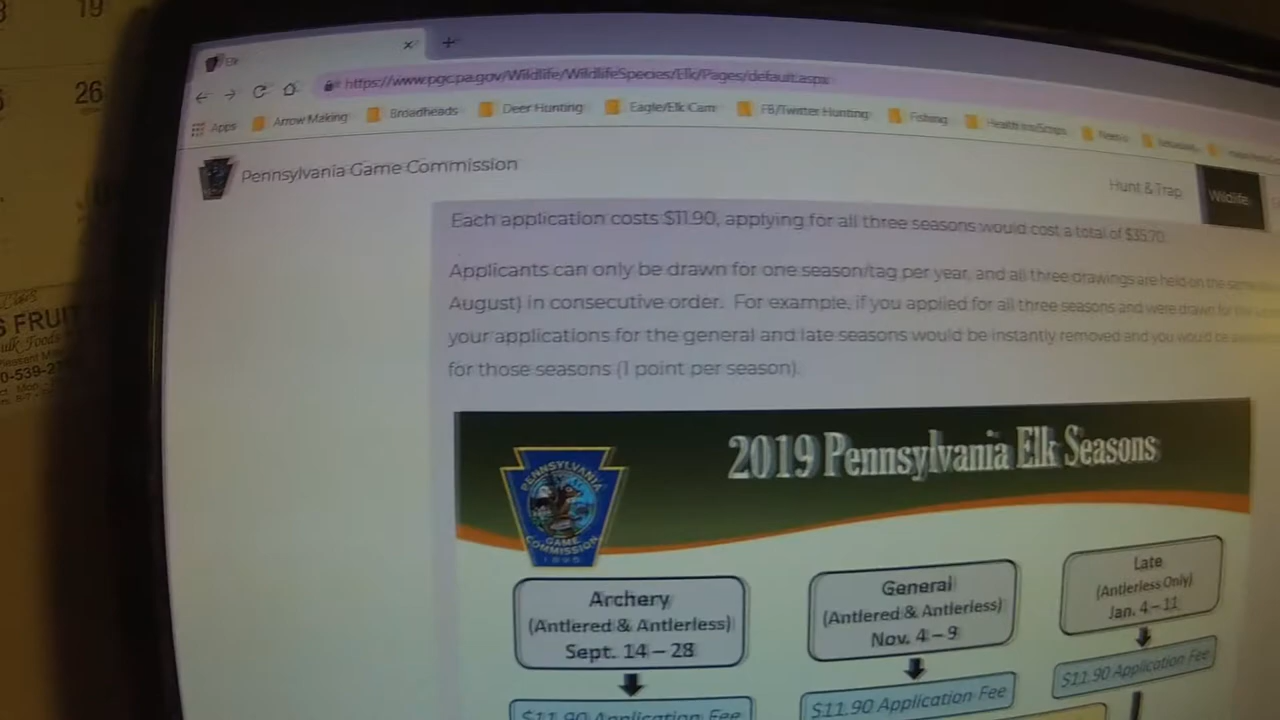 19
26
Elk
https://www.pgc.pa.gov/Wildlife/WildlifeSpecies/Elk/Pages/default.aspx
Apps Arrow Making Broadheads Deer Hunting Eagle/Elk Cam FB/Twitter Hunting Fishing
Pennsylvania Game Commission
Hunt & Trap Wildlife
Each application costs $11.90, applying for all three seasons would cost a total of $35.70.
Applicants can only be drawn for one season/tag per year, and all three drawings are held on the same
August) in consecutive order. For example, if you applied for all three seasons and were drawn for the
your applications for the general and late seasons would be instantly removed and you would be
for those seasons (1 point per season).
2019 Pennsylvania Elk Seasons
PENNSYLVANIA
GAME
COMMISSION
1895
Archery
(Antlered & Antlerless)
Sept. 14 – 28
$11.90 Application Fee
General
(Antlered & Antlerless)
Nov. 4 – 9
$11.90 Application Fee
Late
(Antlerless Only)
Jan. 4 – 11
$11.90 Application Fee
FRUIT
Foods